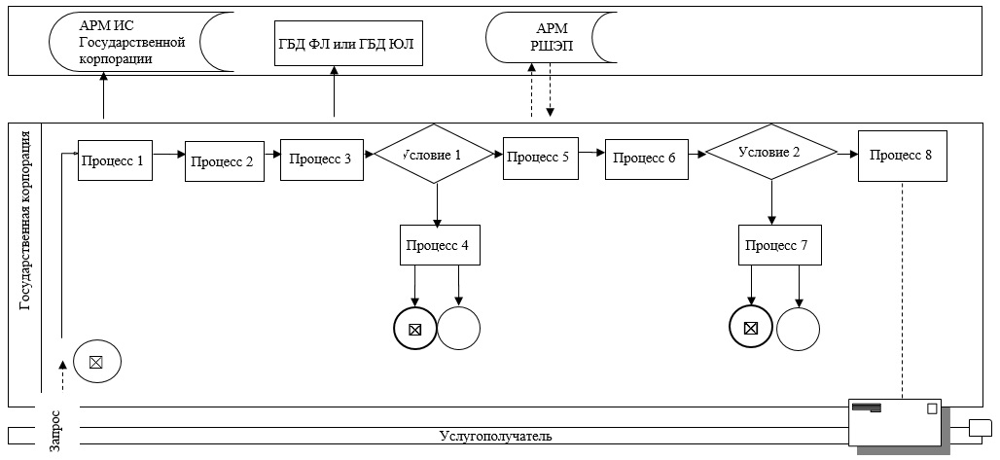 АРМ ИС
Государственной
корпорации
ГБД ФЛ или ГБД ЮЛ
АРМ
РШЭП
Государственная корпорация
Процесс 1
Процесс 2
Процесс 3
Условие 1
Процесс 5
Процесс 6
Условие 2
Процесс 8
Процесс 4
Процесс 7
Запрос
Услугополучатель